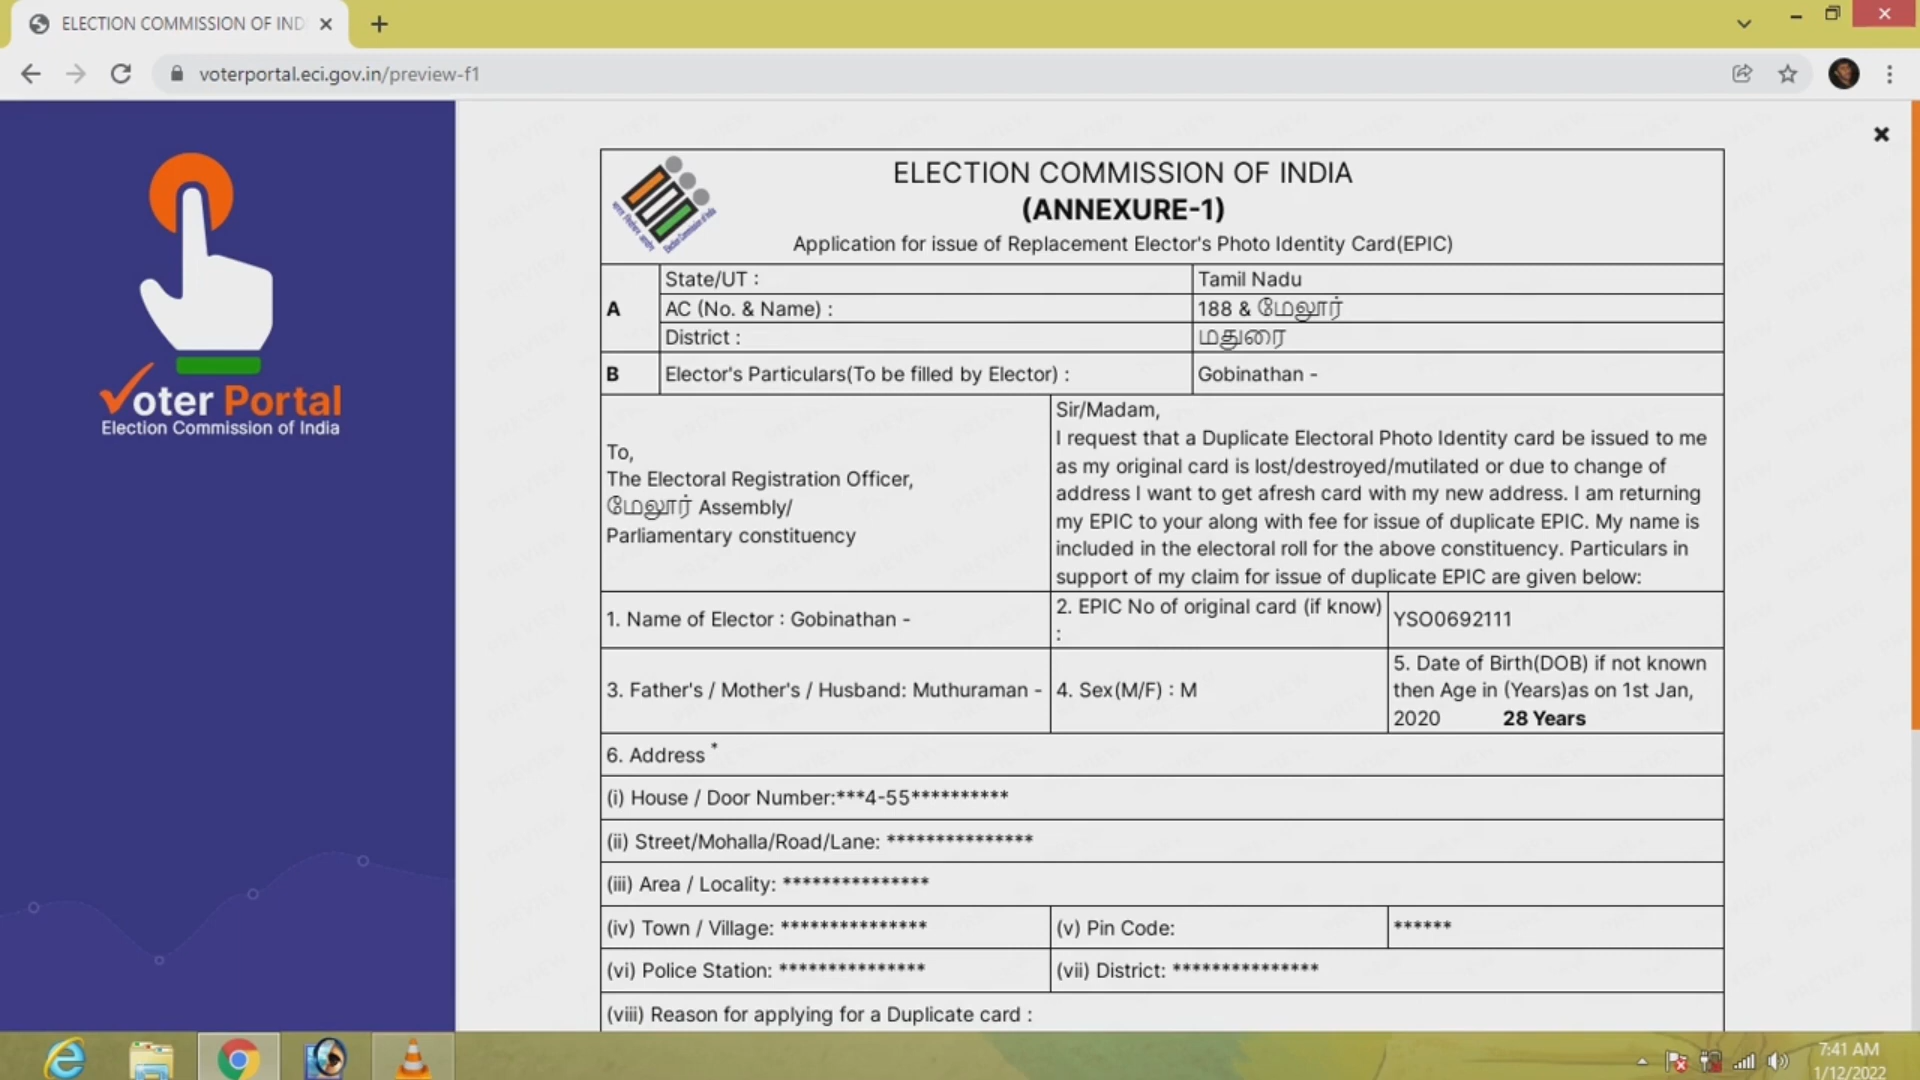 ELECTION COMMISSION OF IND
voterportal.eci.gov.in/preview-f1
Voter Portal
Election Commission of India
ELECTION COMMISSION OF INDIA
(ANNEXURE-1)
Application for issue of Replacement Elector's Photo Identity Card(EPIC)
A
State/UT : Tamil Nadu
AC (No. & Name) : 188 & மேலூர்
District : மதுரை
B Elector's Particulars(To be filled by Elector) : Gobinathan -
To,
The Electoral Registration Officer,
மேலூர் Assembly/
Parliamentary constituency
Sir/Madam,
I request that a Duplicate Electoral Photo Identity card be issued to me
as my original card is lost/destroyed/mutilated or due to change of
address I want to get afresh card with my new address. I am returning
my EPIC to your along with fee for issue of duplicate EPIC. My name is
included in the electoral roll for the above constituency. Particulars in
support of my claim for issue of duplicate EPIC are given below:
1. Name of Elector : Gobinathan -
2. EPIC No of original card (if know)
:
YSO0692111
3. Father's / Mother's / Husband: Muthuraman -
4. Sex(M/F) : M
5. Date of Birth(DOB) if not known
then Age in (Years)as on 1st Jan,
2020 28 Years
6. Address *
(i) House / Door Number:***4-55**********
(ii) Street/Mohalla/Road/Lane: ***************
(iii) Area / Locality: ***************
(iv) Town / Village: ***************
(v) Pin Code: ******
(vi) Police Station: ***************
(vii) District: ***************
(viii) Reason for applying for a Duplicate card :
7:41 AM
1/12/2022